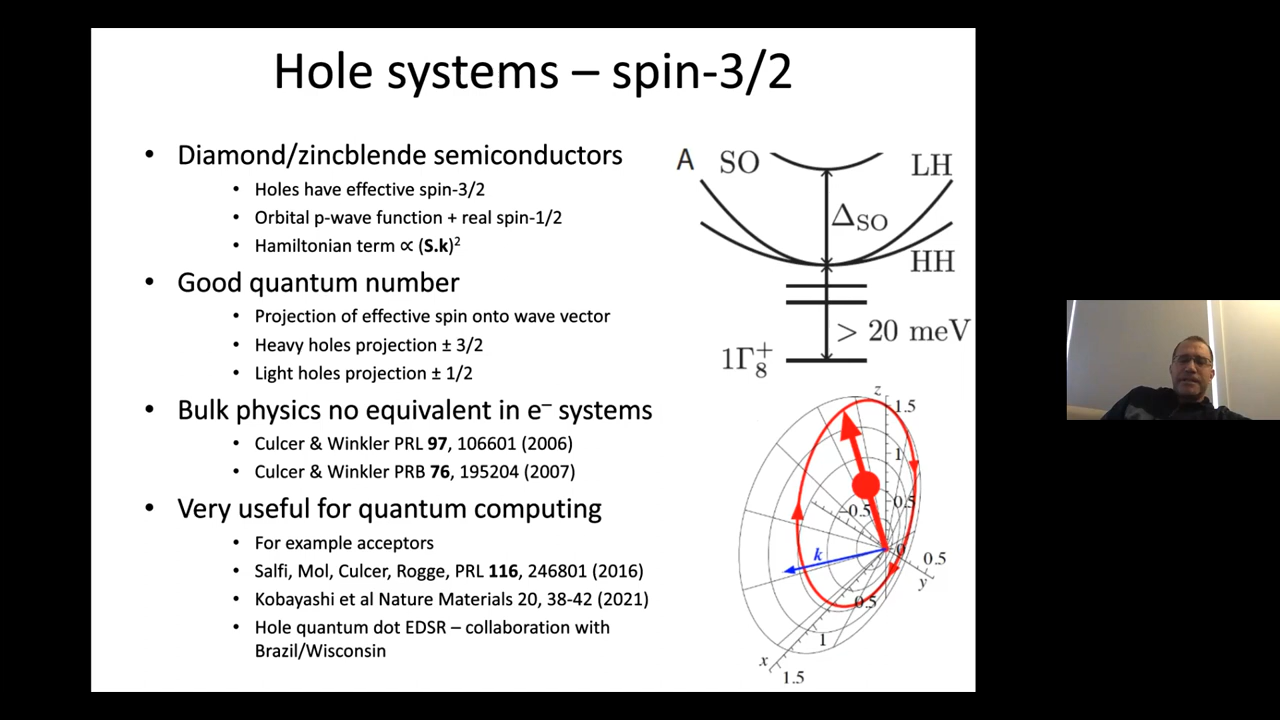 Hole systems – spin-3/2
• Diamond/zincblende semiconductors
• Holes have effective spin-3/2
• Orbital p-wave function + real spin-1/2
• Hamiltonian term ∝ (S.k)²
• Good quantum number
• Projection of effective spin onto wave vector
• Heavy holes projection ± 3/2
• Light holes projection ± 1/2
• Bulk physics no equivalent in e⁻ systems
• Culcer & Winkler PRL 97, 106601 (2006)
• Culcer & Winkler PRB 76, 195204 (2007)
• Very useful for quantum computing
• For example acceptors
• Salfi, Mol, Culcer, Rogge, PRL 116, 246801 (2016)
• Kobayashi et al Nature Materials 20, 38-42 (2021)
• Hole quantum dot EDSR – collaboration with
Brazil/Wisconsin
A SO LH
Δ_SO
HH
> 20 meV
1Γ₈⁺
z
1.5
1
0.5
-0.5
0
k
0.5
y
0.5
1
x
1.5